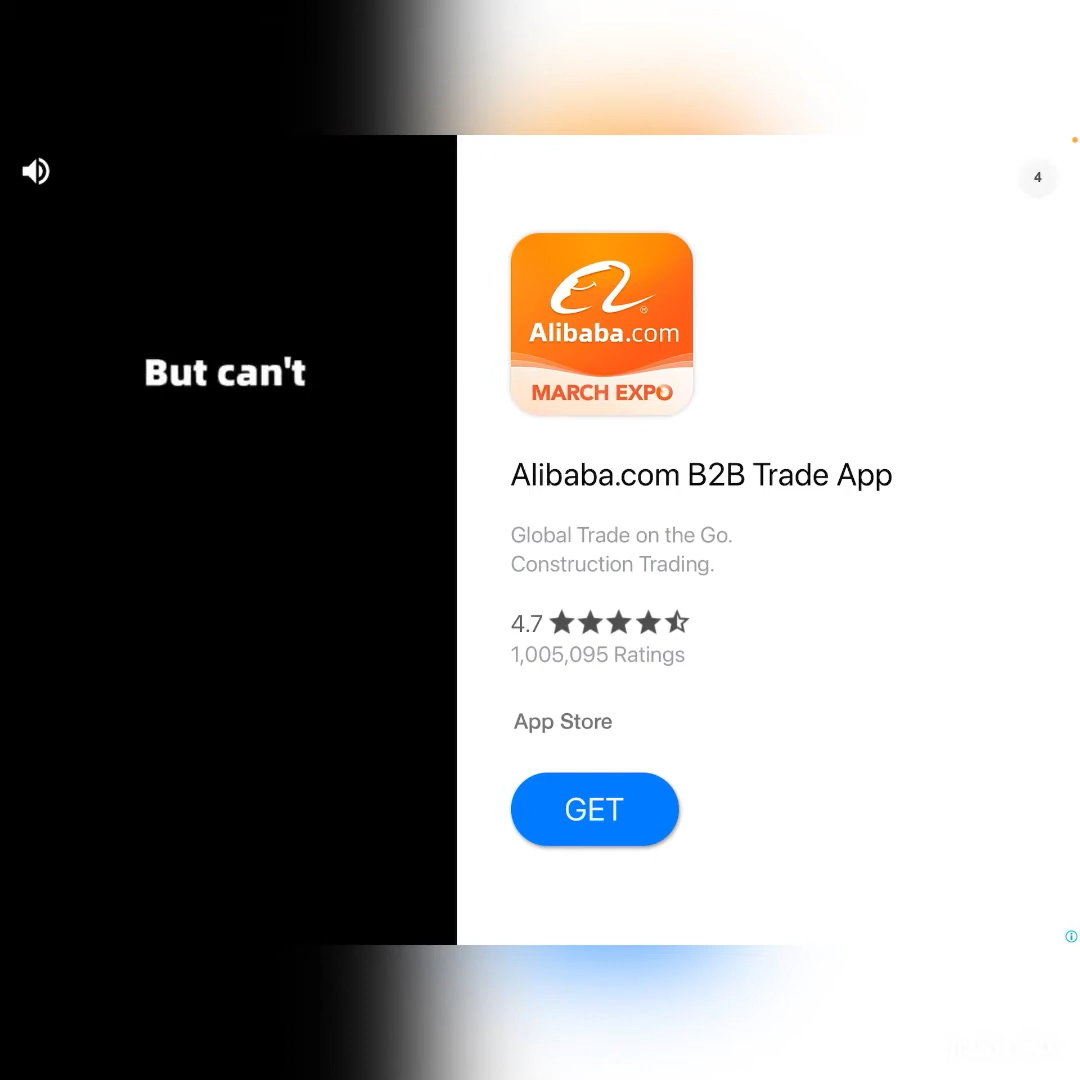 But can't
4
Alibaba.com
MARCH EXPO
Alibaba.com B2B Trade App
Global Trade on the Go.
Construction Trading.
4.7
1,005,095 Ratings
App Store
GET